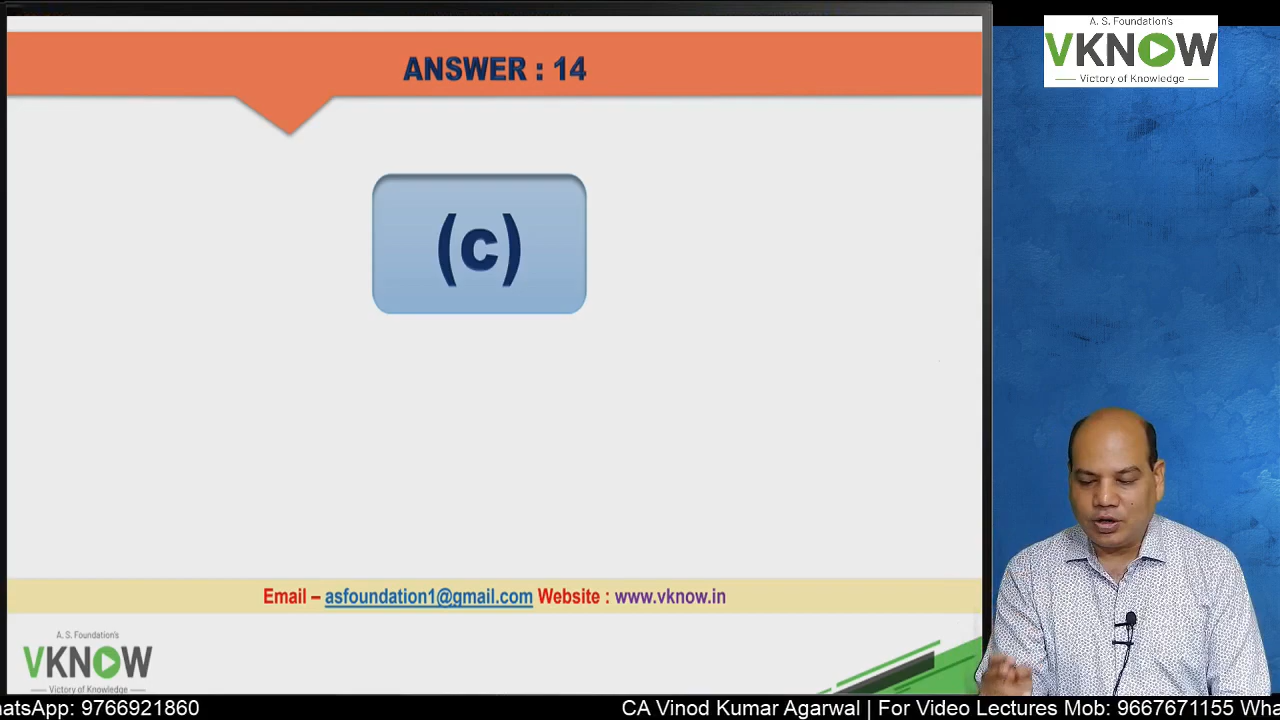 ANSWER : 14
A. S. Foundation's
VKNOW
Victory of Knowledge
(c)
Email – asfoundation1@gmail.com Website : www.vknow.in
A. S. Foundation's
VKNOW
Victory of Knowledge
hatsApp: 9766921860 CA Vinod Kumar Agarwal | For Video Lectures Mob: 9667671155 Wha